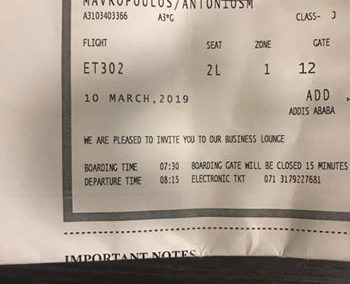 MAVROPOULOS/ANTONIOSM
A3103403366 A3*G CLASS- J
FLIGHT SEAT ZONE GATE
ET302 2L 1 12
10 MARCH,2019 ADD
ADDIS ABABA
WE ARE PLEASED TO INVITE YOU TO OUR BUSINESS LOUNGE
BOARDING TIME 07:30 BOARDING GATE WILL BE CLOSED 15 MINUTES
DEPARTURE TIME 08:15 ELECTRONIC TKT 071 3179227681
IMPORTANT NOTES